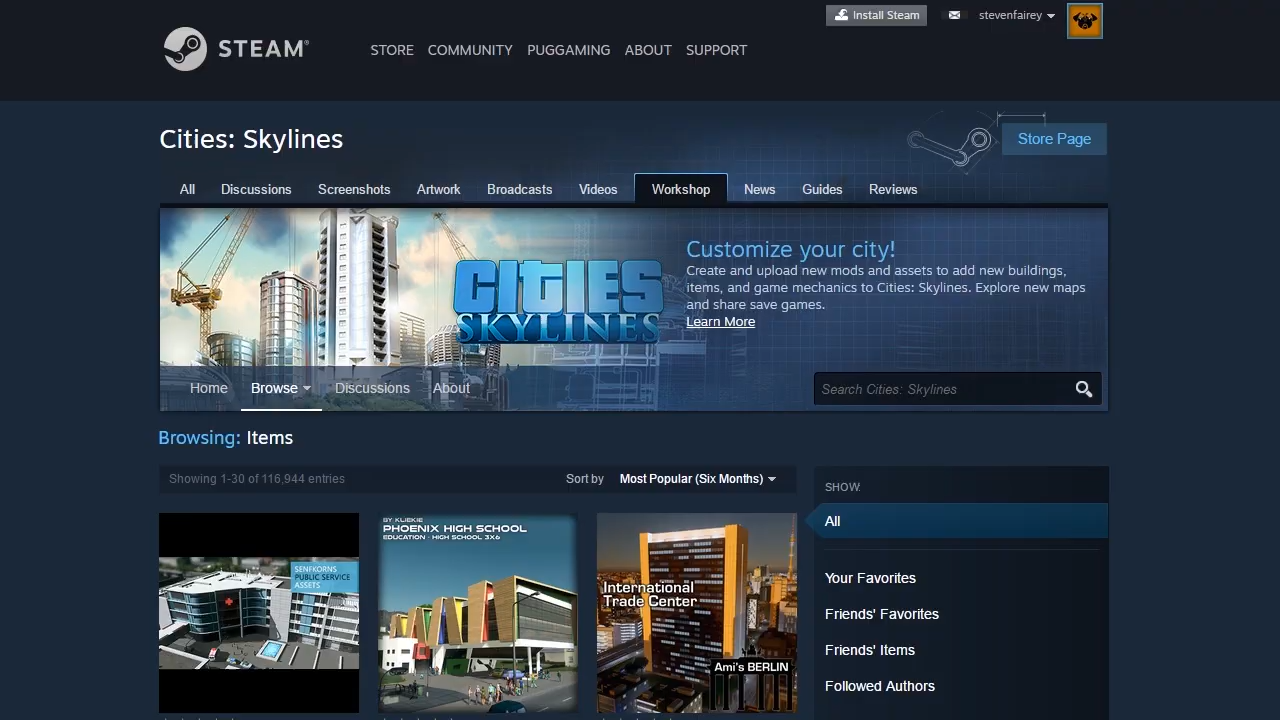 Install Steam
stevenfairey
STEAM
STORE COMMUNITY PUGGAMING ABOUT SUPPORT
Cities: Skylines
Store Page
All Discussions Screenshots Artwork Broadcasts Videos Workshop News Guides Reviews
CITIES
SKYLINES
Customize your city!
Create and upload new mods and assets to add new buildings,
items, and game mechanics to Cities: Skylines. Explore new maps
and share save games.
Learn More
Home Browse Discussions About
Search Cities: Skylines
Browsing: Items
Showing 1-30 of 116,944 entries
Sort by Most Popular (Six Months)
SENFKORNS
PUBLIC SERVICE
ASSETS
BY KLIEKIE
PHOENIX HIGH SCHOOL
EDUCATION - HIGH SCHOOL 3X6
International
Trade Center
Ami's BERLIN
SHOW:
All
Your Favorites
Friends' Favorites
Friends' Items
Followed Authors